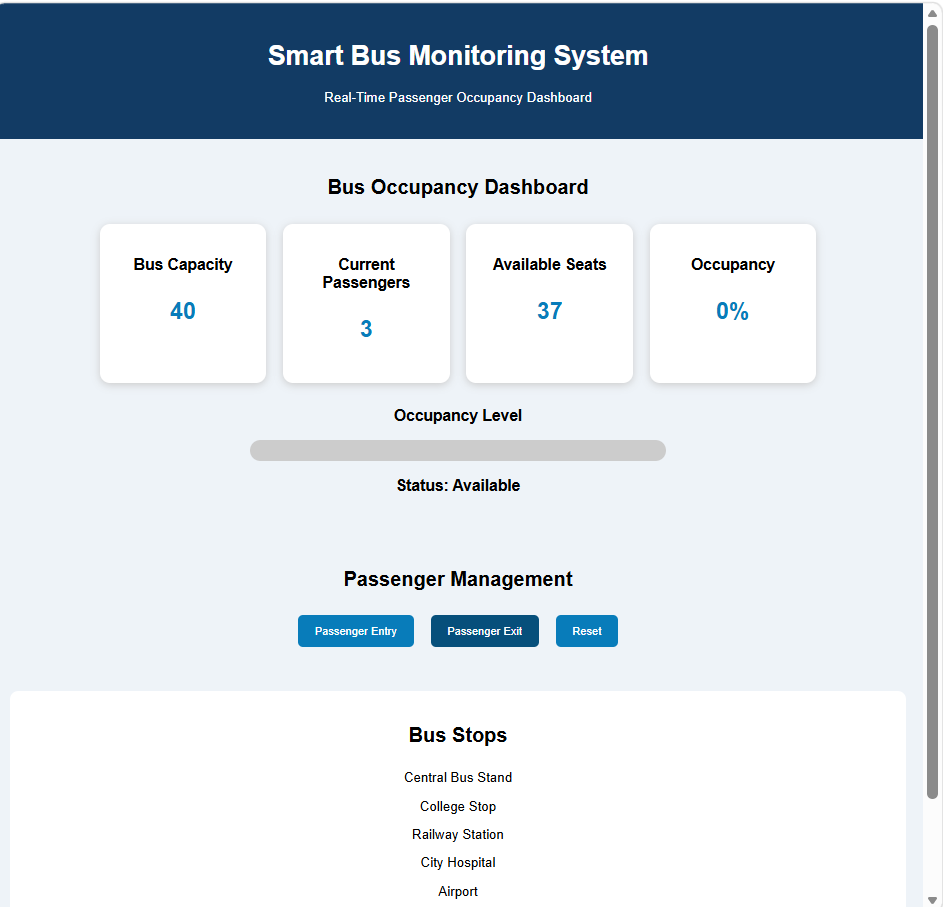 Smart Bus Monitoring System
Real-Time Passenger Occupancy Dashboard
Bus Occupancy Dashboard
Bus Capacity
40
Current
Passengers
3
Available Seats
37
Occupancy
0%
Occupancy Level
Status: Available
Passenger Management
Passenger Entry
Passenger Exit
Reset
Bus Stops
Central Bus Stand
College Stop
Railway Station
City Hospital
Airport